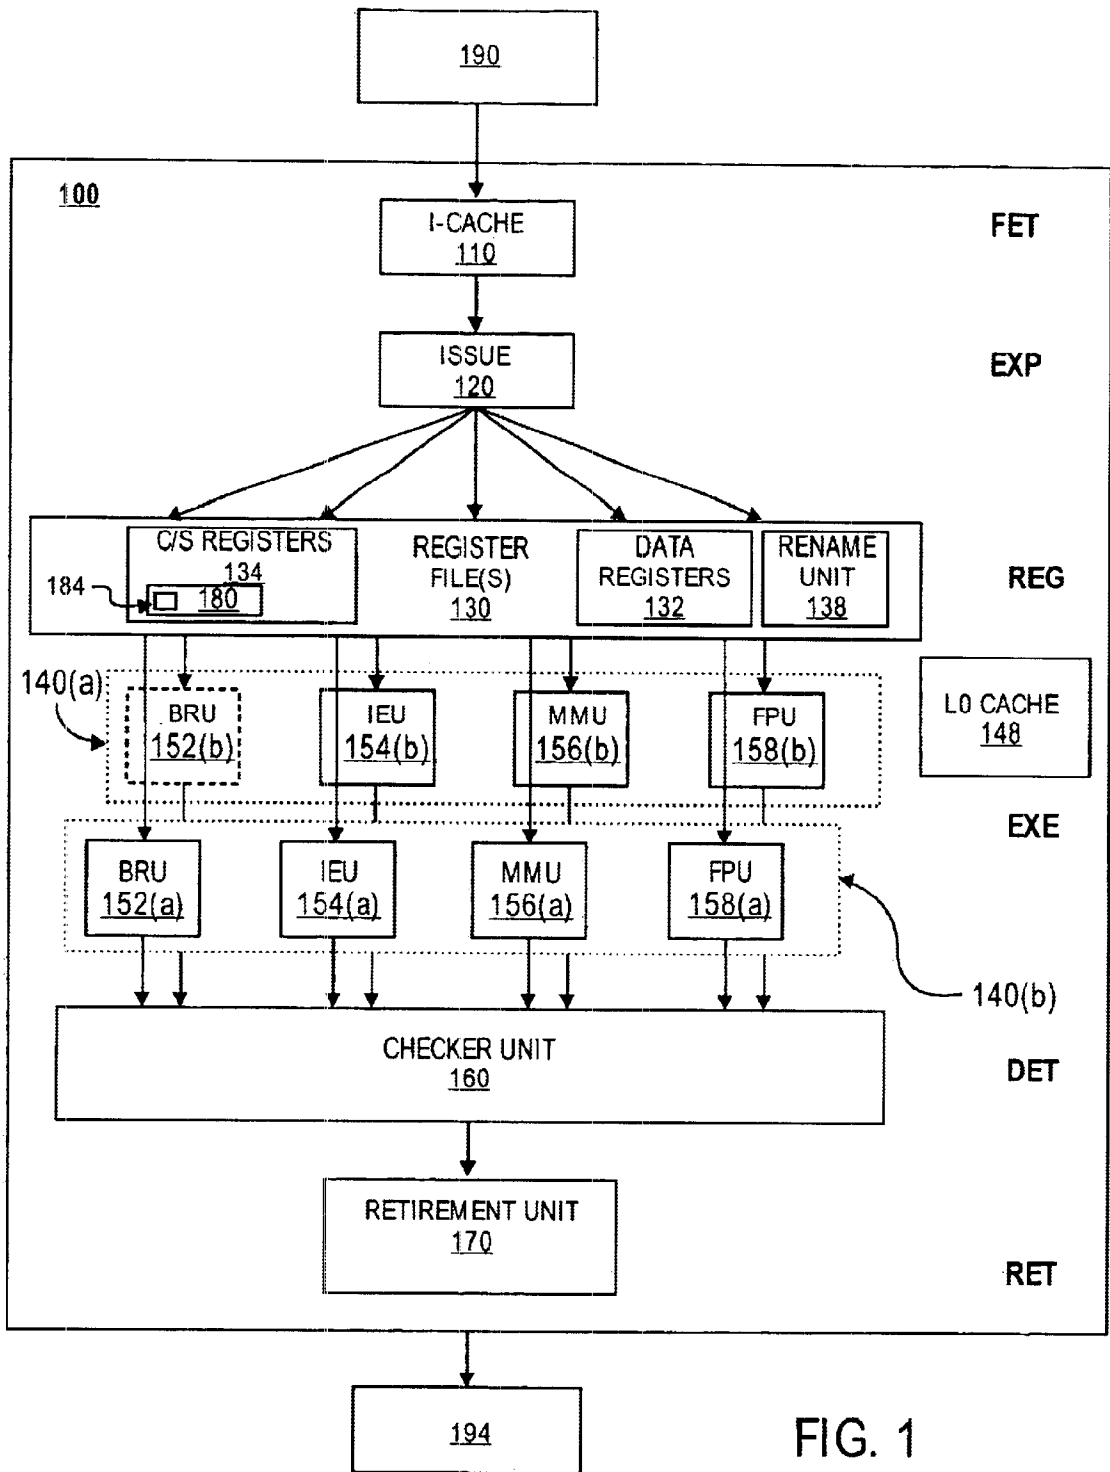 190
100
I-CACHE
110
FET
ISSUE
120
EXP
C/S REGISTERS
134
184
180
REGISTER
FILE(S)
130
DATA
REGISTERS
132
RENAME
UNIT
138
REG
140(a)
BRU
152(b)
IEU
154(b)
MMU
156(b)
FPU
158(b)
L0 CACHE
148
EXE
BRU
152(a)
IEU
154(a)
MMU
156(a)
FPU
158(a)
140(b)
CHECKER UNIT
160
DET
RETIREMENT UNIT
170
RET
194
FIG. 1